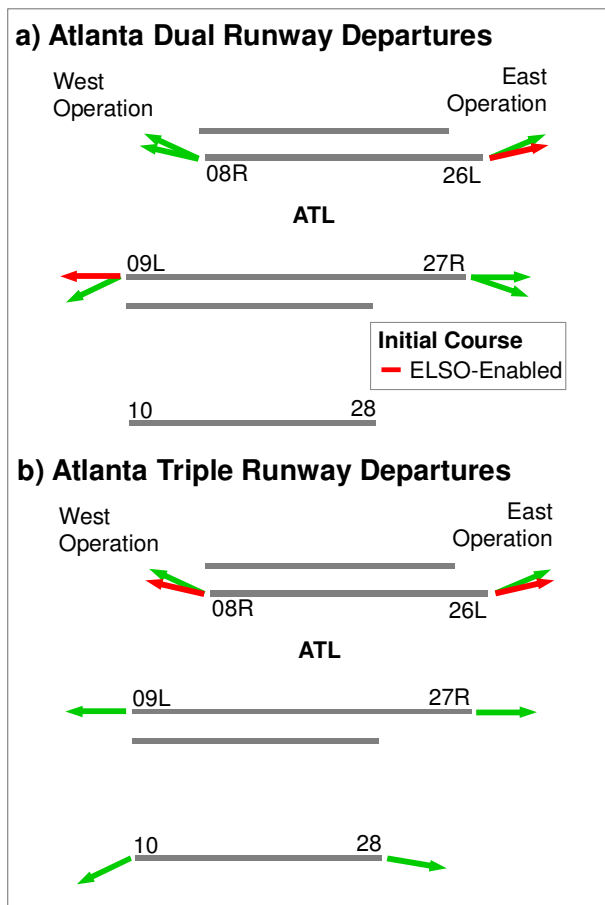 a) Atlanta Dual Runway Departures
West
Operation
East
Operation
08R
26L
ATL
09L
27R
Initial Course
ELSO-Enabled
10
28
b) Atlanta Triple Runway Departures
West
Operation
East
Operation
08R
26L
ATL
09L
27R
10
28